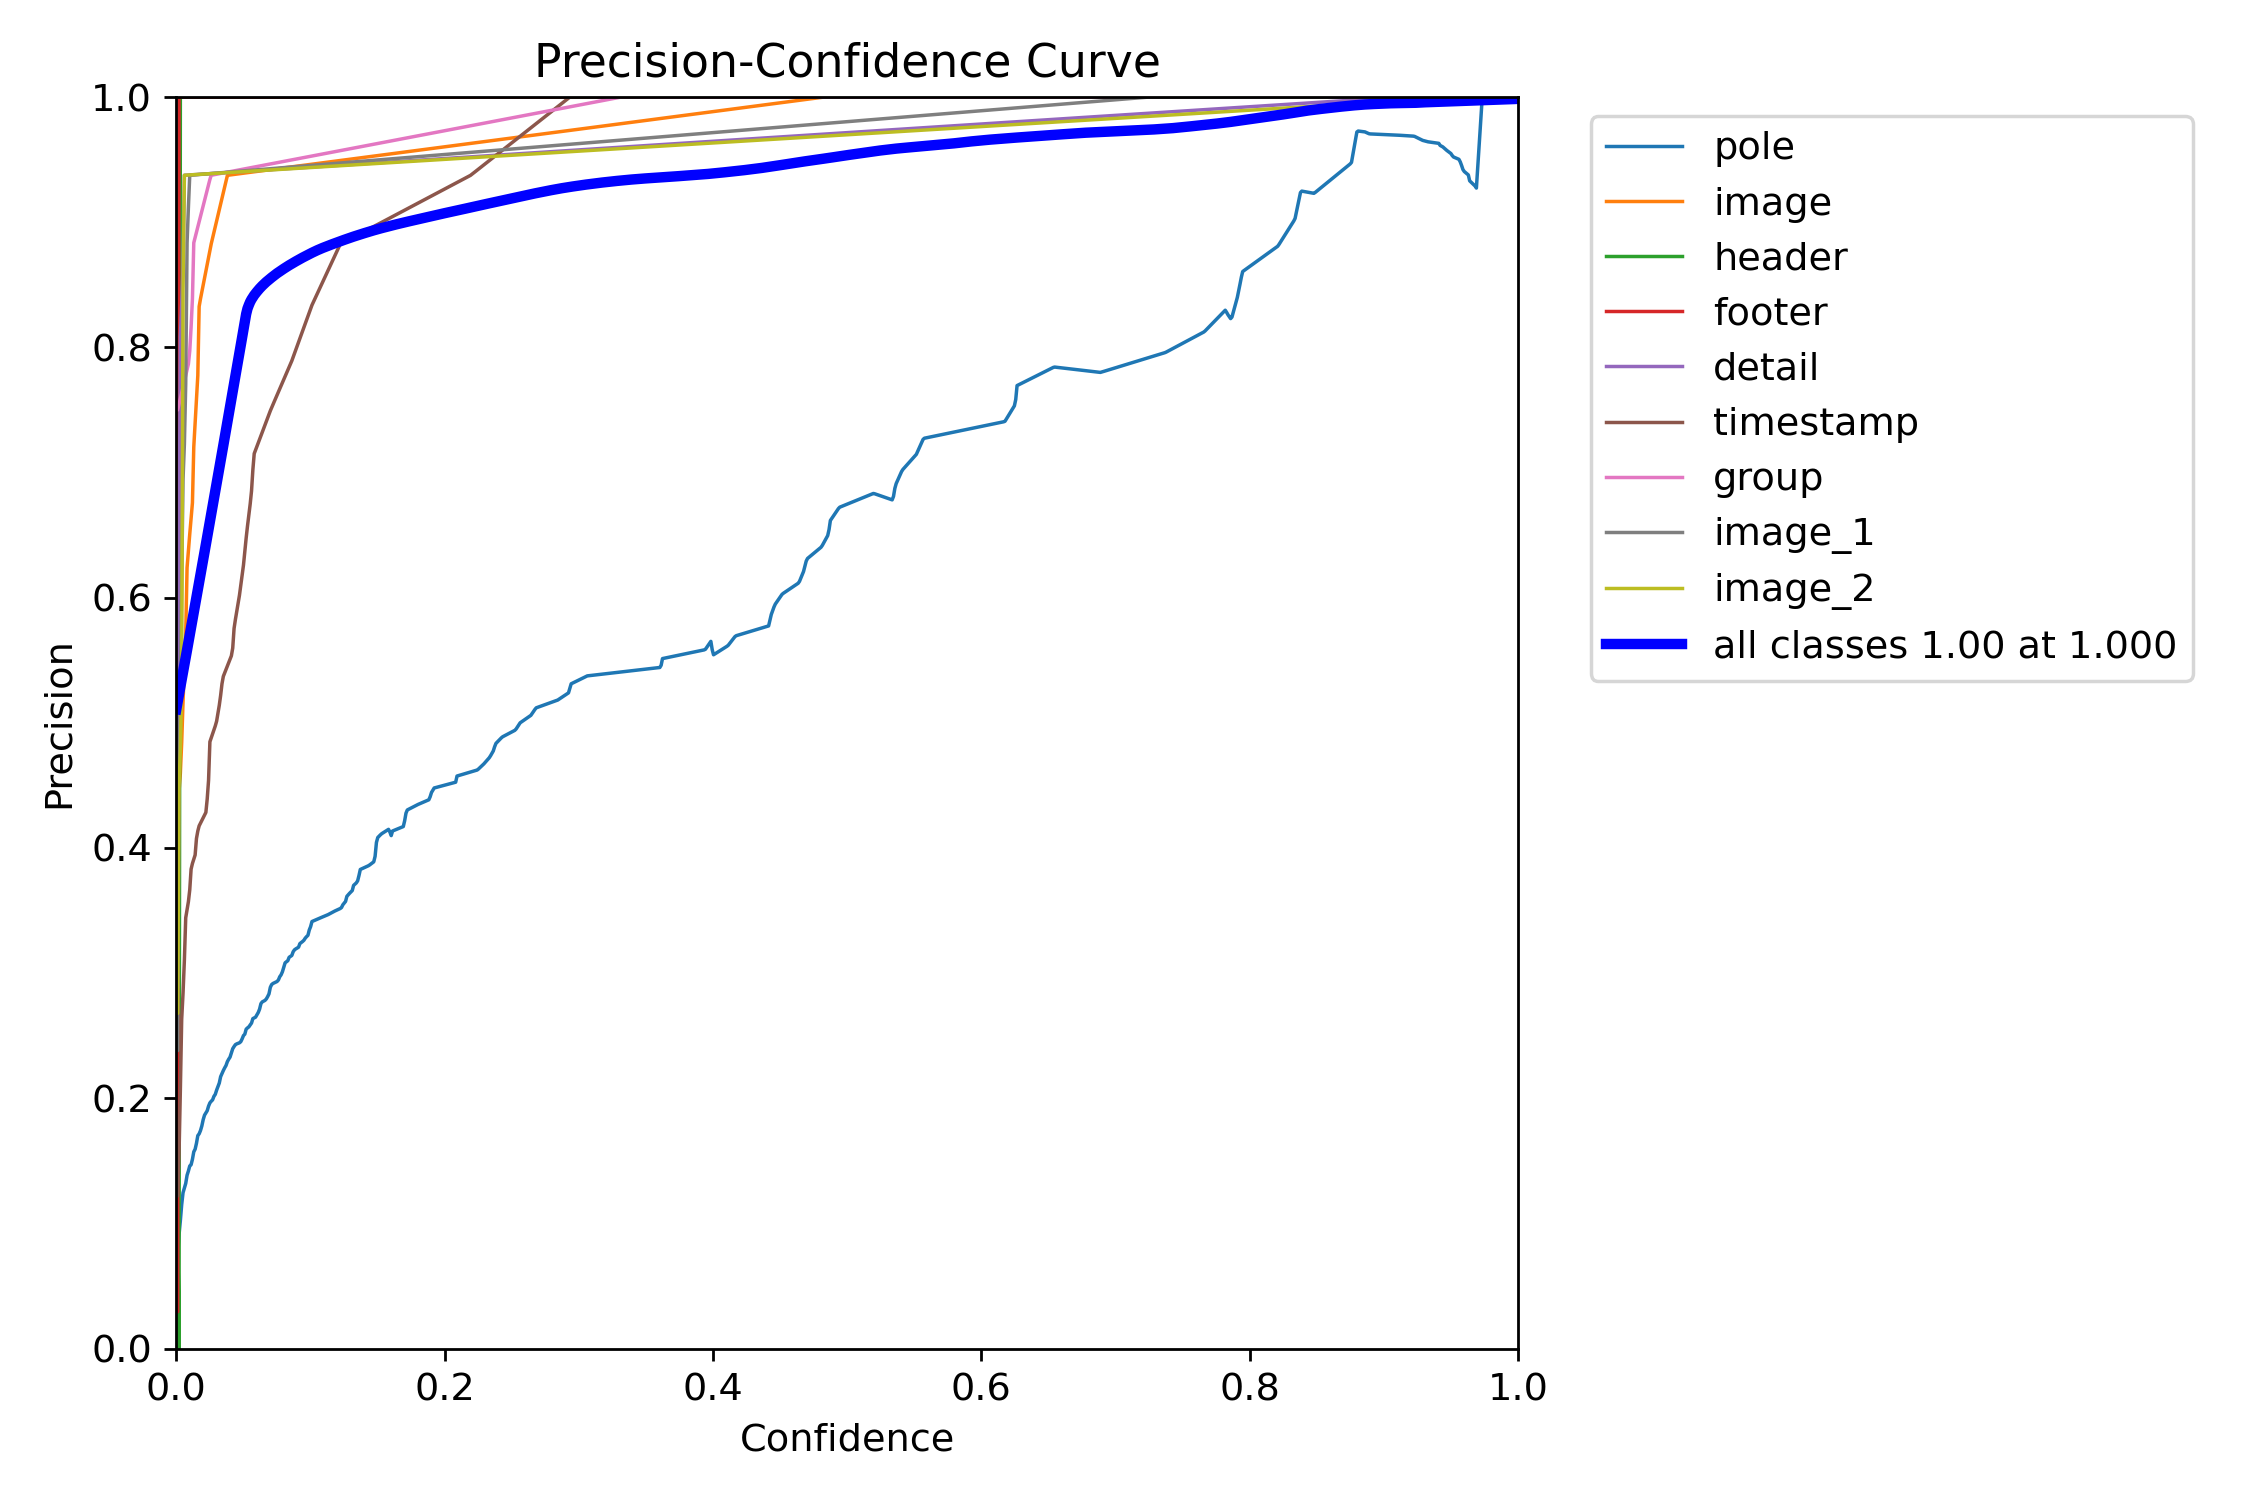 Precision-Confidence Curve
1.0
0.8
0.6
0.4
0.2
0.0
Precision
0.0 0.2 0.4 0.6 0.8 1.0
Confidence
pole
image
header
footer
detail
timestamp
group
image_1
image_2
all classes 1.00 at 1.000